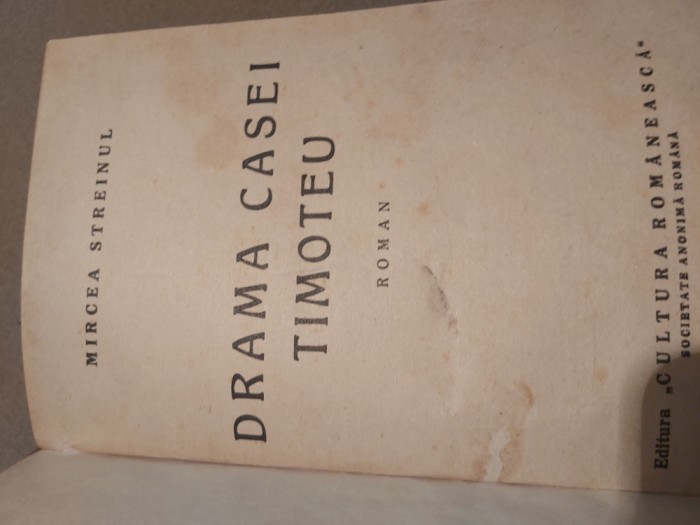 MIRCEA STREINUL
DRAMA CASEI
TIMOTEU
ROMAN
Editura „CULTURA ROMÂNEASCĂ"
SOCIETATE ANONIMĂ ROMÂNĂ